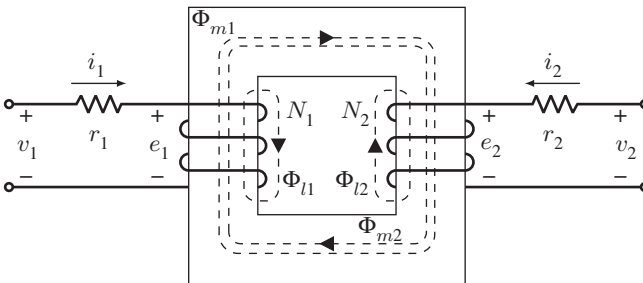 Φm1
i1 i2
+ r1 + N1 N2 + r2 +
v1 e1 e2 v2
− − Φl1 Φl2 − −
Φm2